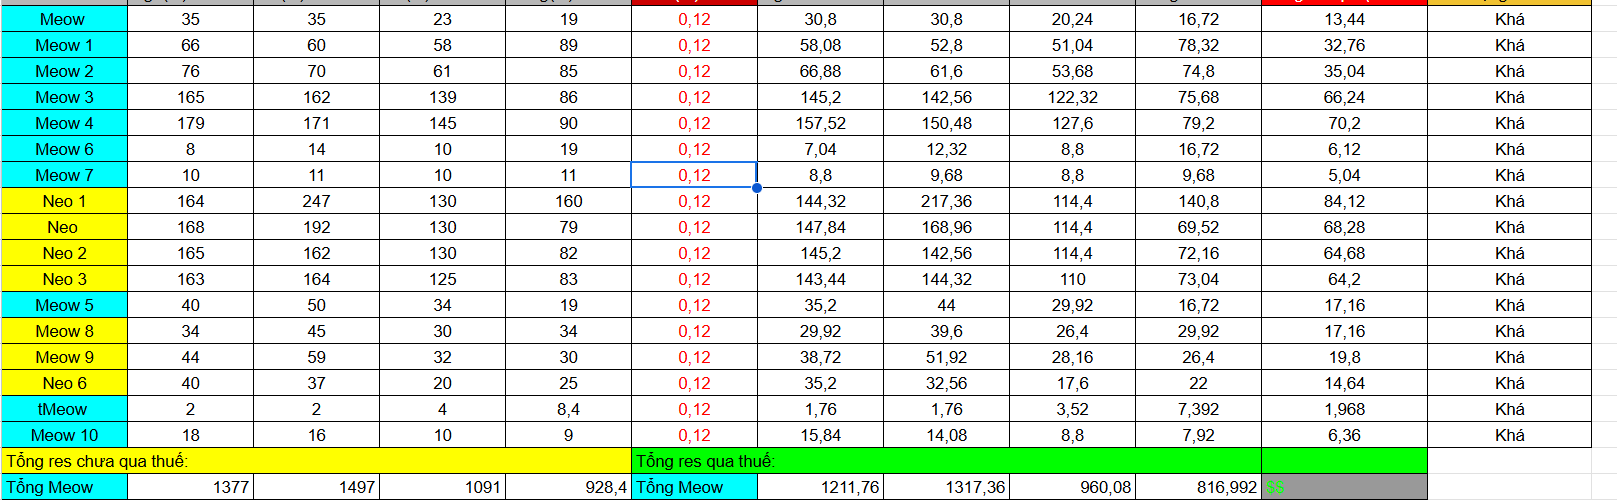 Meow 35 35 23 19 0,12 30,8 30,8 20,24 16,72 13,44 Khá
Meow 1 66 60 58 89 0,12 58,08 52,8 51,04 78,32 32,76 Khá
Meow 2 76 70 61 85 0,12 66,88 61,6 53,68 74,8 35,04 Khá
Meow 3 165 162 139 86 0,12 145,2 142,56 122,32 75,68 66,24 Khá
Meow 4 179 171 145 90 0,12 157,52 150,48 127,6 79,2 70,2 Khá
Meow 6 8 14 10 19 0,12 7,04 12,32 8,8 16,72 6,12 Khá
Meow 7 10 11 10 11 0,12 8,8 9,68 8,8 9,68 5,04 Khá
Neo 1 164 247 130 160 0,12 144,32 217,36 114,4 140,8 84,12 Khá
Neo 168 192 130 79 0,12 147,84 168,96 114,4 69,52 68,28 Khá
Neo 2 165 162 130 82 0,12 145,2 142,56 114,4 72,16 64,68 Khá
Neo 3 163 164 125 83 0,12 143,44 144,32 110 73,04 64,2 Khá
Meow 5 40 50 34 19 0,12 35,2 44 29,92 16,72 17,16 Khá
Meow 8 34 45 30 34 0,12 29,92 39,6 26,4 29,92 17,16 Khá
Meow 9 44 59 32 30 0,12 38,72 51,92 28,16 26,4 19,8 Khá
Neo 6 40 37 20 25 0,12 35,2 32,56 17,6 22 14,64 Khá
tMeow 2 2 4 8,4 0,12 1,76 1,76 3,52 7,392 1,968 Khá
Meow 10 18 16 10 9 0,12 15,84 14,08 8,8 7,92 6,36 Khá
Tổng res chưa qua thuế: Tổng res qua thuế:
Tổng Meow 1377 1497 1091 928,4 Tổng Meow 1211,76 1317,36 960,08 816,992 $$